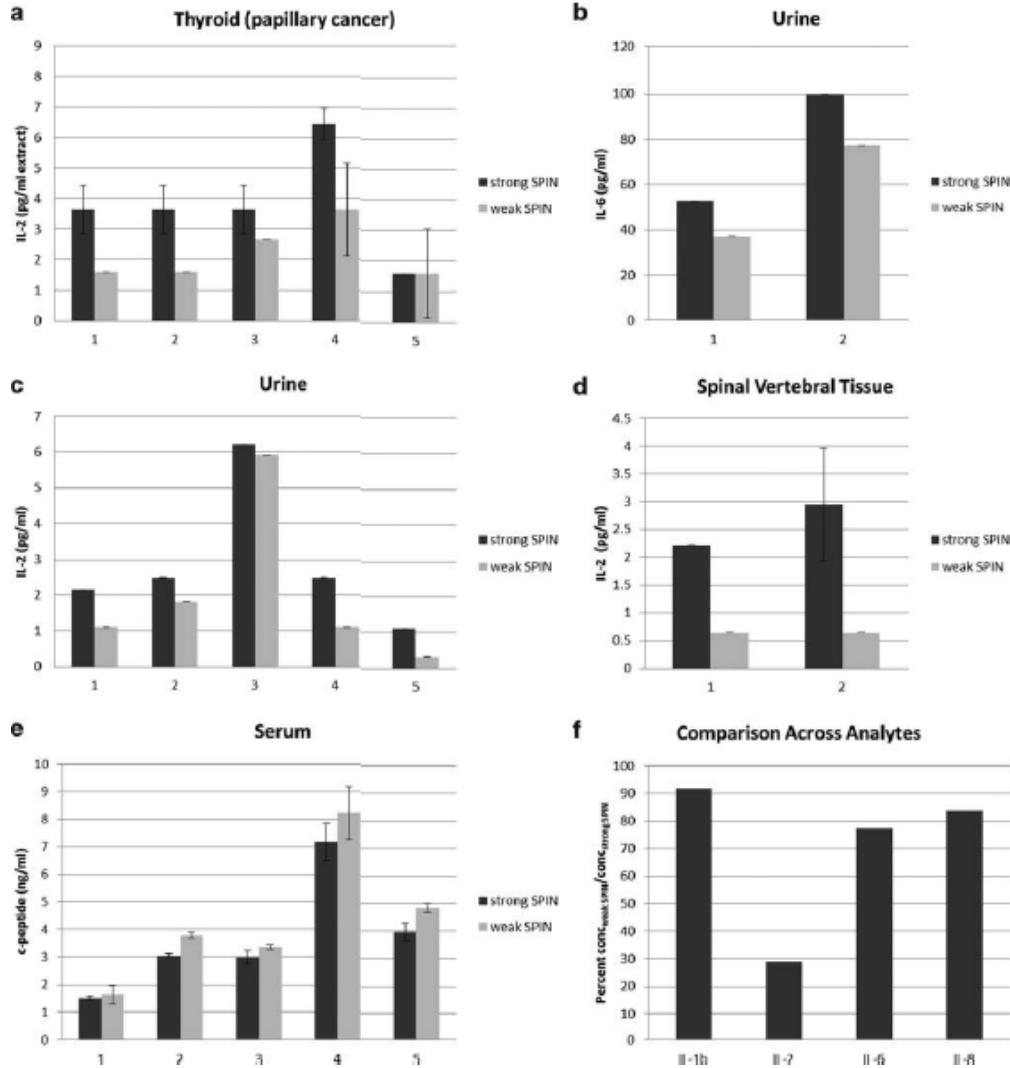 a
Thyroid (papillary cancer)
9
8
7
6
5
4
3
2
1
0
IL-2 (pg/ml extract)
1 2 3 4 5
strong SPIN
weak SPIN
b
Urine
120
100
80
60
40
20
0
IL-6 (pg/ml)
1 2
strong SPIN
weak SPIN
c
Urine
7
6
5
4
3
2
1
0
IL-2 (pg/ml)
1 2 3 4 5
strong SPIN
weak SPIN
d
Spinal Vertebral Tissue
4.5
4
3.5
3
2.5
2
1.5
1
0.5
0
IL-2 (pg/ml)
1 2
strong SPIN
weak SPIN
e
Serum
10
9
8
7
6
5
4
3
2
1
0
c-peptide (ng/ml)
1 2 3 4 5
strong SPIN
weak SPIN
f
Comparison Across Analytes
100
90
80
70
60
50
40
30
20
10
0
Percent conc weak SPIN/conc strong SPIN
IL-1b IL-2 IL-6 IL-8